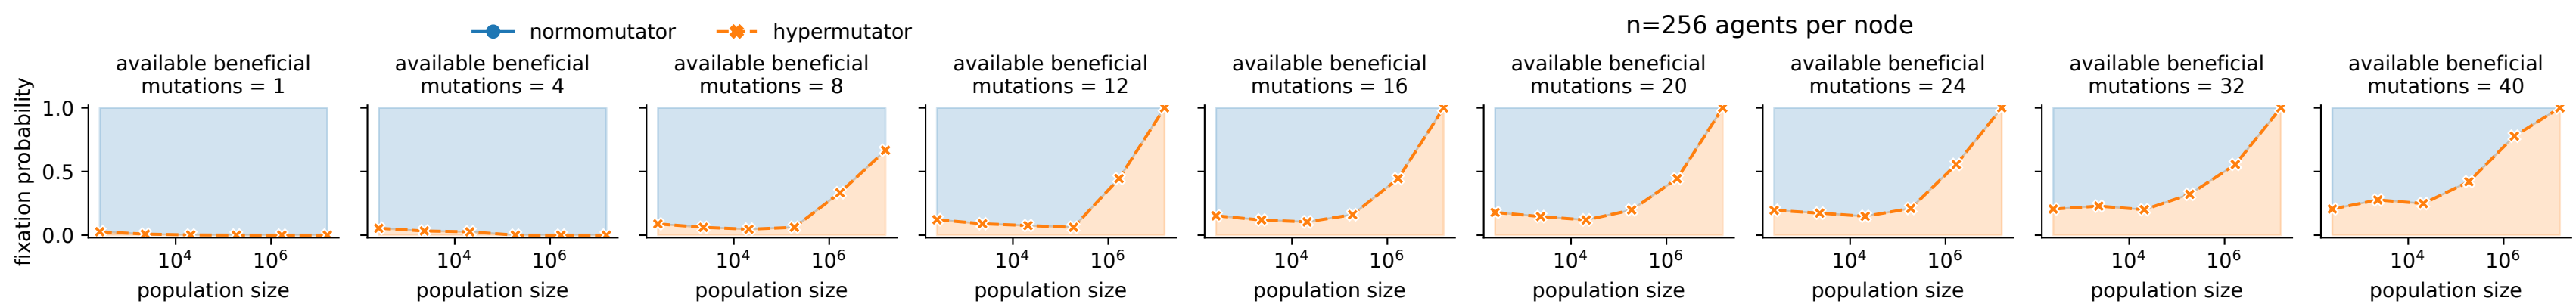 normomutator hypermutator
n=256 agents per node
available beneficial
mutations = 1
available beneficial
mutations = 4
available beneficial
mutations = 8
available beneficial
mutations = 12
available beneficial
mutations = 16
available beneficial
mutations = 20
available beneficial
mutations = 24
available beneficial
mutations = 32
available beneficial
mutations = 40
fixation probability
1.0
0.5
0.0
10⁴ 10⁶
10⁴ 10⁶
10⁴ 10⁶
10⁴ 10⁶
10⁴ 10⁶
10⁴ 10⁶
10⁴ 10⁶
10⁴ 10⁶
10⁴ 10⁶
population size
population size
population size
population size
population size
population size
population size
population size
population size